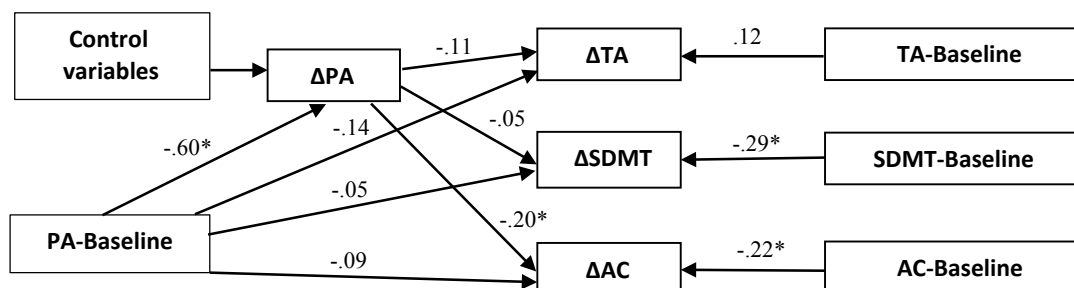 Control
variables
ΔPA
-.11
ΔTA
.12
TA-Baseline
-.60*
-.14
-.05
ΔSDMT
-.29*
SDMT-Baseline
-.05
PA-Baseline
-.20*
-.09
ΔAC
-.22*
AC-Baseline